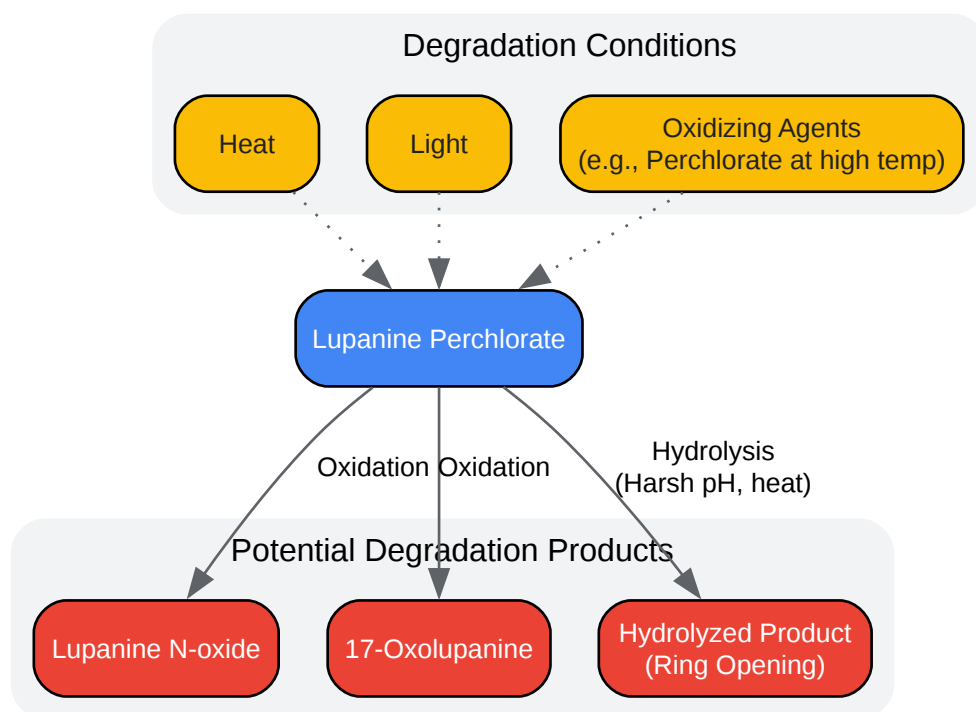 Degradation Conditions
Heat
Light
Oxidizing Agents
(e.g., Perchlorate at high temp)
Lupanine Perchlorate
Oxidation
Oxidation
Hydrolysis
(Harsh pH, heat)
Potential Degradation Products
Lupanine N-oxide
17-Oxolupanine
Hydrolyzed Product
(Ring Opening)